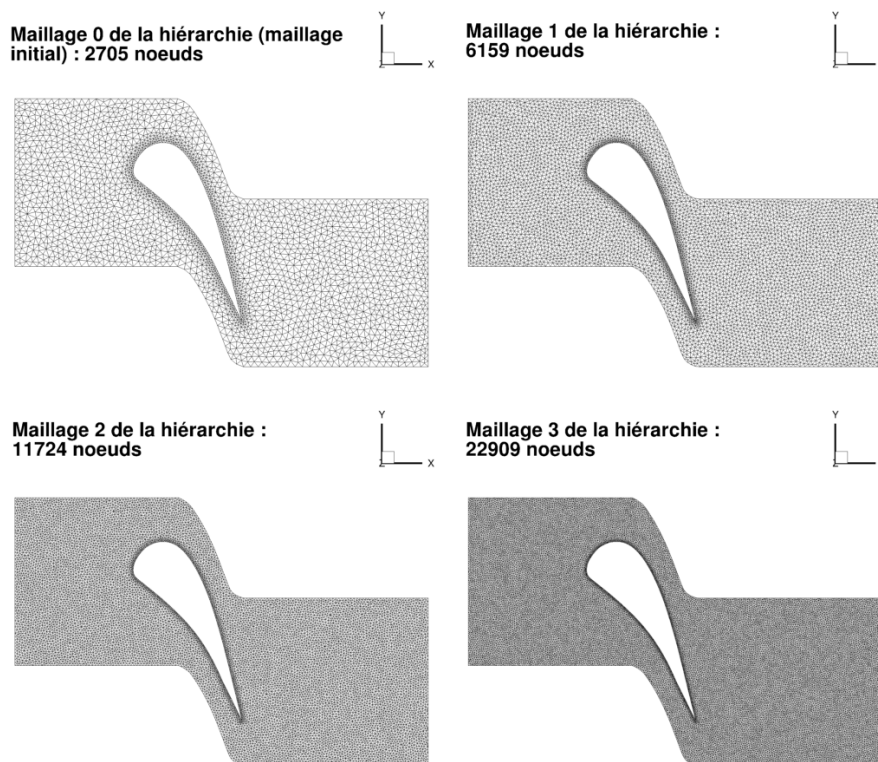 Maillage 0 de la hiérarchie (maillage
initial) : 2705 noeuds
Y
Z
X
Maillage 1 de la hiérarchie :
6159 noeuds
Y
Z
Maillage 2 de la hiérarchie :
11724 noeuds
Y
Z
X
Maillage 3 de la hiérarchie :
22909 noeuds
Y
Z